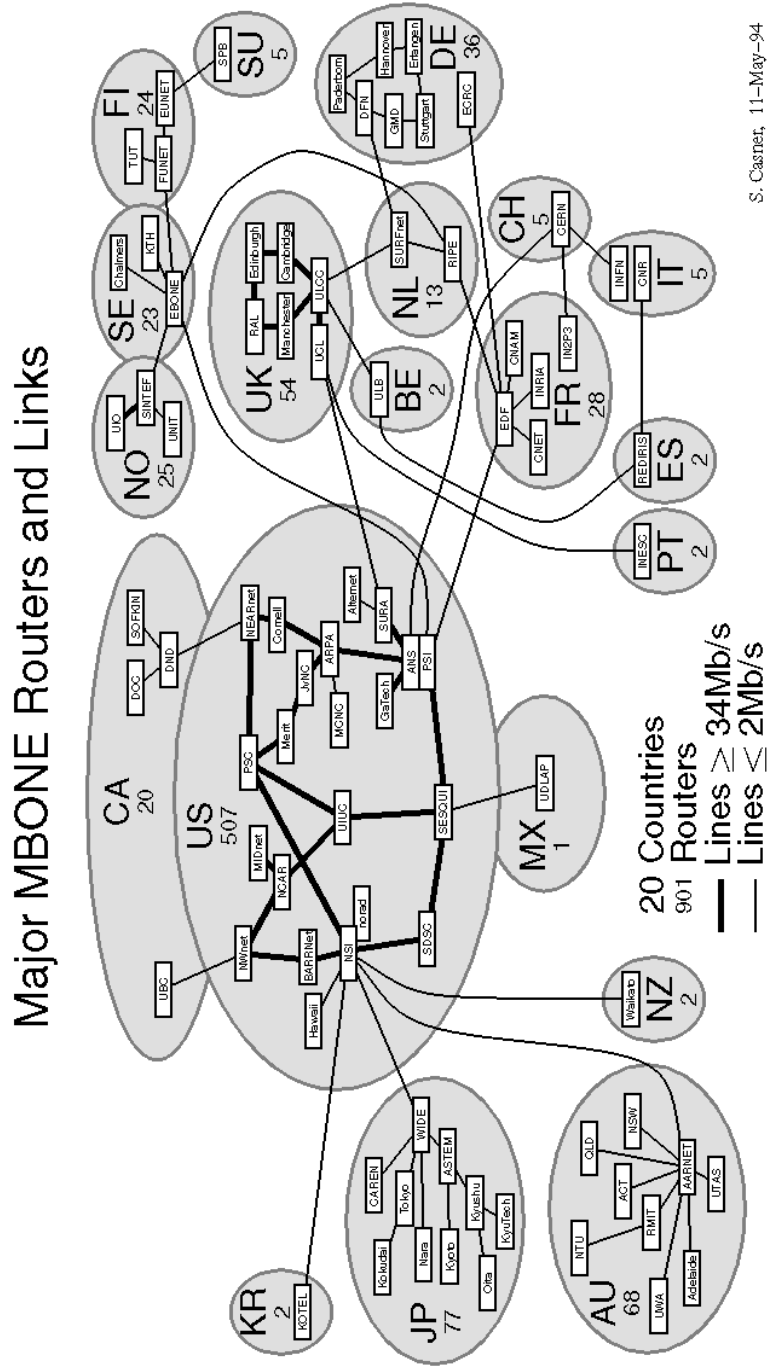 Major MBONE Routers and Links
KR
2
KOTEL
JP
77
Kokudai
CAREN
Tokyo
WIDE
Nara
ASTEM
Kyoto
Kyushu
Oita
KyuTech
AU
68
NTU
QLD
ACT
NSW
RMIT
AARNET
UWA
Adelaide
UTAS
NZ
2
Waikato
CA
20
UBC
DOC
SOFKIN
DND
US
507
NWnet
MIDnet
NCAR
BARRNet
Hawaii
NSI
norad
SDSC
PSC
UIUC
SESQUI
Merit
JvNC
MCNC
NEARnet
Cornell
ARPA
Alternet
SURA
GaTech
ANS
PSI
MX
1
UDLAP
NO
25
UIO
SINTEF
UNIT
SE
23
Chalmers
KTH
EBONE
FI
24
TUT
FUNET
EUNET
SU
5
SPB
UK
54
RAL
Edinburgh
Manchester
Cambridge
UCL
ULCC
BE
2
ULB
NL
13
SURFnet
RIPE
DE
36
Paderborn
Hannover
DFN
Erlangen
GMD
Stuttgart
ECRC
FR
28
EDF
CNAM
CNET
INRIA
IN2P3
CH
5
CERN
IT
5
INFN
CNR
ES
2
REDIRIS
PT
2
INESC
20 Countries
901 Routers
Lines ≥ 34Mb/s
Lines ≤ 2Mb/s
S. Casner, 11–May–94